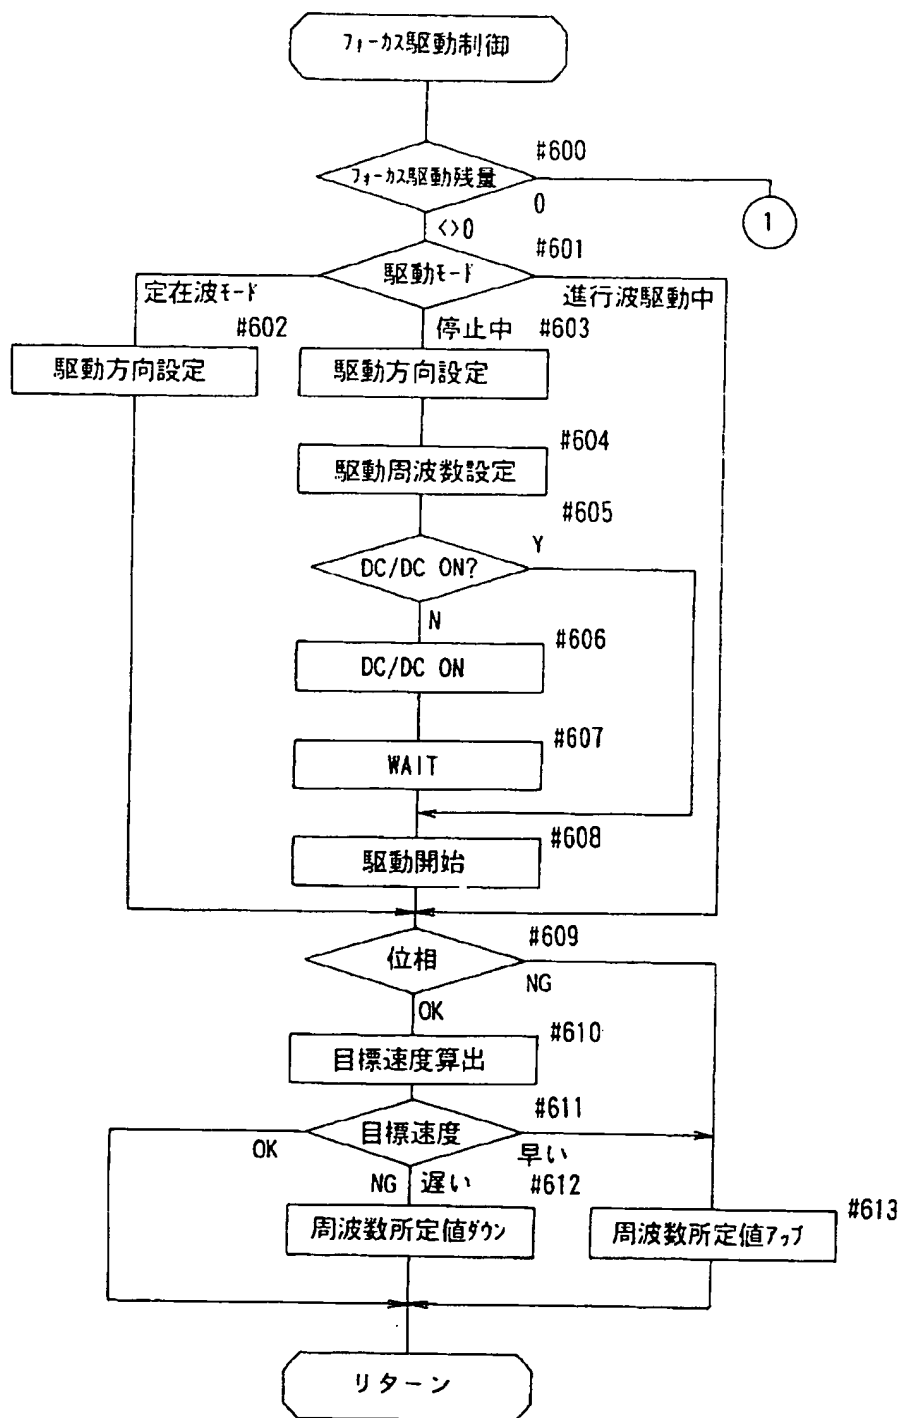 フォーカス駆動制御
#600
フォーカス駆動残量
0
1
<>0
#601
駆動モード
定在波モード
進行波駆動中
#602
停止中
#603
駆動方向設定
駆動方向設定
#604
駆動周波数設定
#605
Y
DC/DC ON?
N
#606
DC/DC ON
#607
WAIT
#608
駆動開始
#609
位相
NG
OK
#610
目標速度算出
#611
目標速度
OK
早い
NG 遅い
#612
#613
周波数所定値ダウン
周波数所定値アップ
リターン